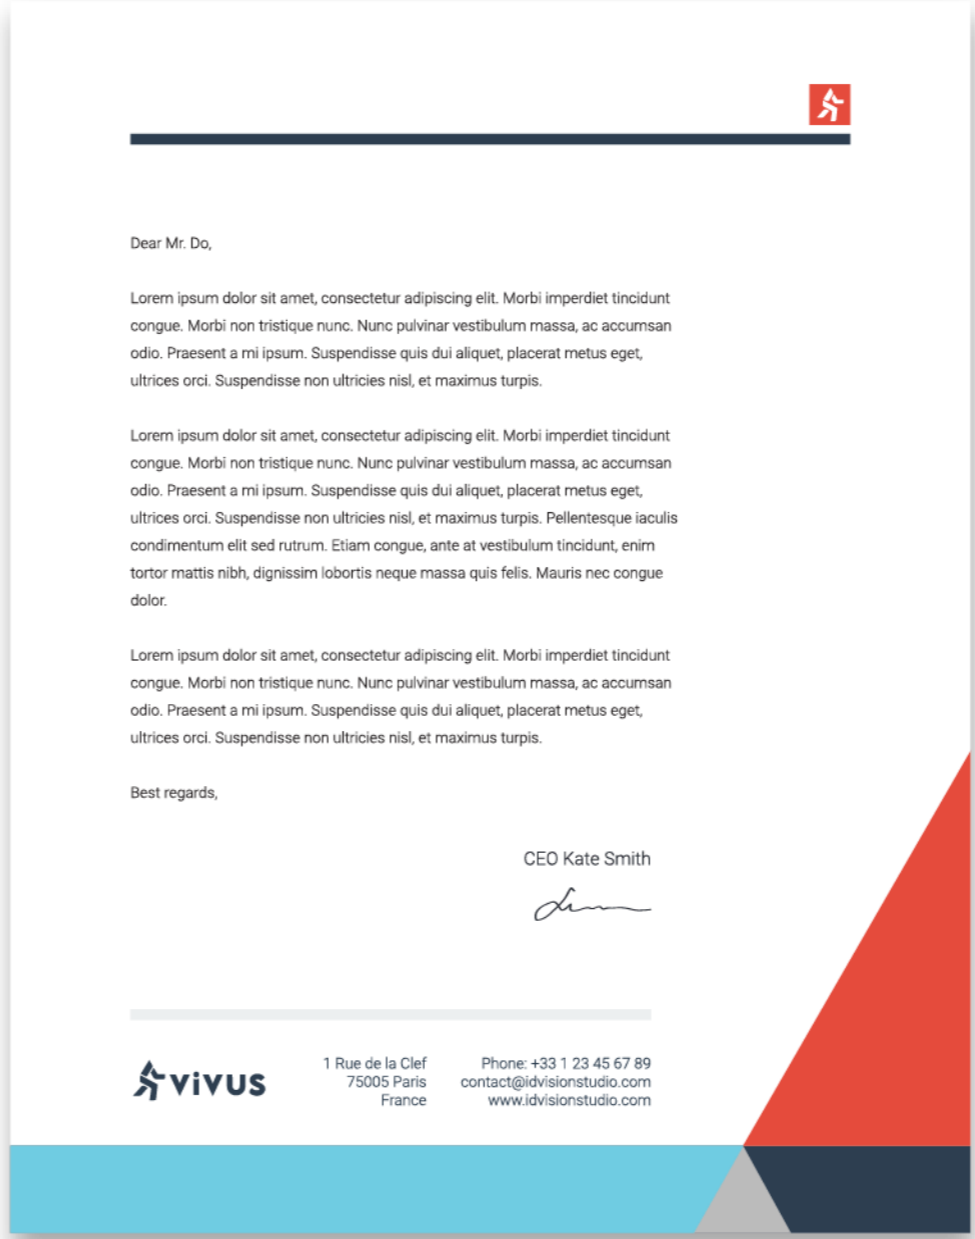 Dear Mr. Do,
Lorem ipsum dolor sit amet, consectetur adipiscing elit. Morbi imperdiet tincidunt
congue. Morbi non tristique nunc. Nunc pulvinar vestibulum massa, ac accumsan
odio. Praesent a mi ipsum. Suspendisse quis dui aliquet, placerat metus eget,
ultrices orci. Suspendisse non ultricies nisl, et maximus turpis.
Lorem ipsum dolor sit amet, consectetur adipiscing elit. Morbi imperdiet tincidunt
congue. Morbi non tristique nunc. Nunc pulvinar vestibulum massa, ac accumsan
odio. Praesent a mi ipsum. Suspendisse quis dui aliquet, placerat metus eget,
ultrices orci. Suspendisse non ultricies nisl, et maximus turpis. Pellentesque iaculis
condimentum elit sed rutrum. Etiam congue, ante at vestibulum tincidunt, enim
tortor mattis nibh, dignissim lobortis neque massa quis felis. Mauris nec congue
dolor.
Lorem ipsum dolor sit amet, consectetur adipiscing elit. Morbi imperdiet tincidunt
congue. Morbi non tristique nunc. Nunc pulvinar vestibulum massa, ac accumsan
odio. Praesent a mi ipsum. Suspendisse quis dui aliquet, placerat metus eget,
ultrices orci. Suspendisse non ultricies nisl, et maximus turpis.
Best regards,
CEO Kate Smith
vivus
1 Rue de la Clef
75005 Paris
France
Phone: +33 1 23 45 67 89
contact@idvisionstudio.com
www.idvisionstudio.com